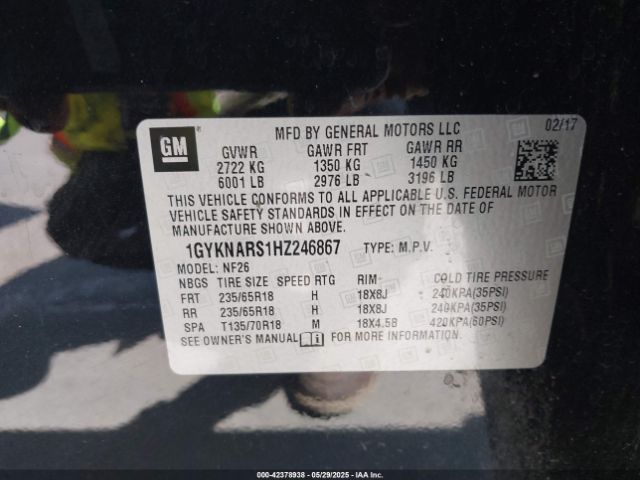 MFD BY GENERAL MOTORS LLC 02/17
GM GVWR GAWR FRT GAWR RR
2722 KG 1350 KG 1450 KG
6001 LB 2976 LB 3196 LB
THIS VEHICLE CONFORMS TO ALL APPLICABLE U.S. FEDERAL MOTOR
VEHICLE SAFETY STANDARDS IN EFFECT ON THE DATE OF
MANUFACTURE SHOWN ABOVE.
1GYKNARS1HZ246867 TYPE: M.P.V.
MODEL: NF26
NBGS TIRE SIZE SPEED RTG RIM COLD TIRE PRESSURE
FRT 235/65R18 H 18X8J 240KPA(35PSI)
RR 235/65R18 H 18X8J 240KPA(35PSI)
SPA T135/70R18 M 18X4.5B 420KPA(60PSI)
SEE OWNER'S MANUAL i FOR MORE INFORMATION.
000-42378938 - 05/29/2025 - IAA Inc.